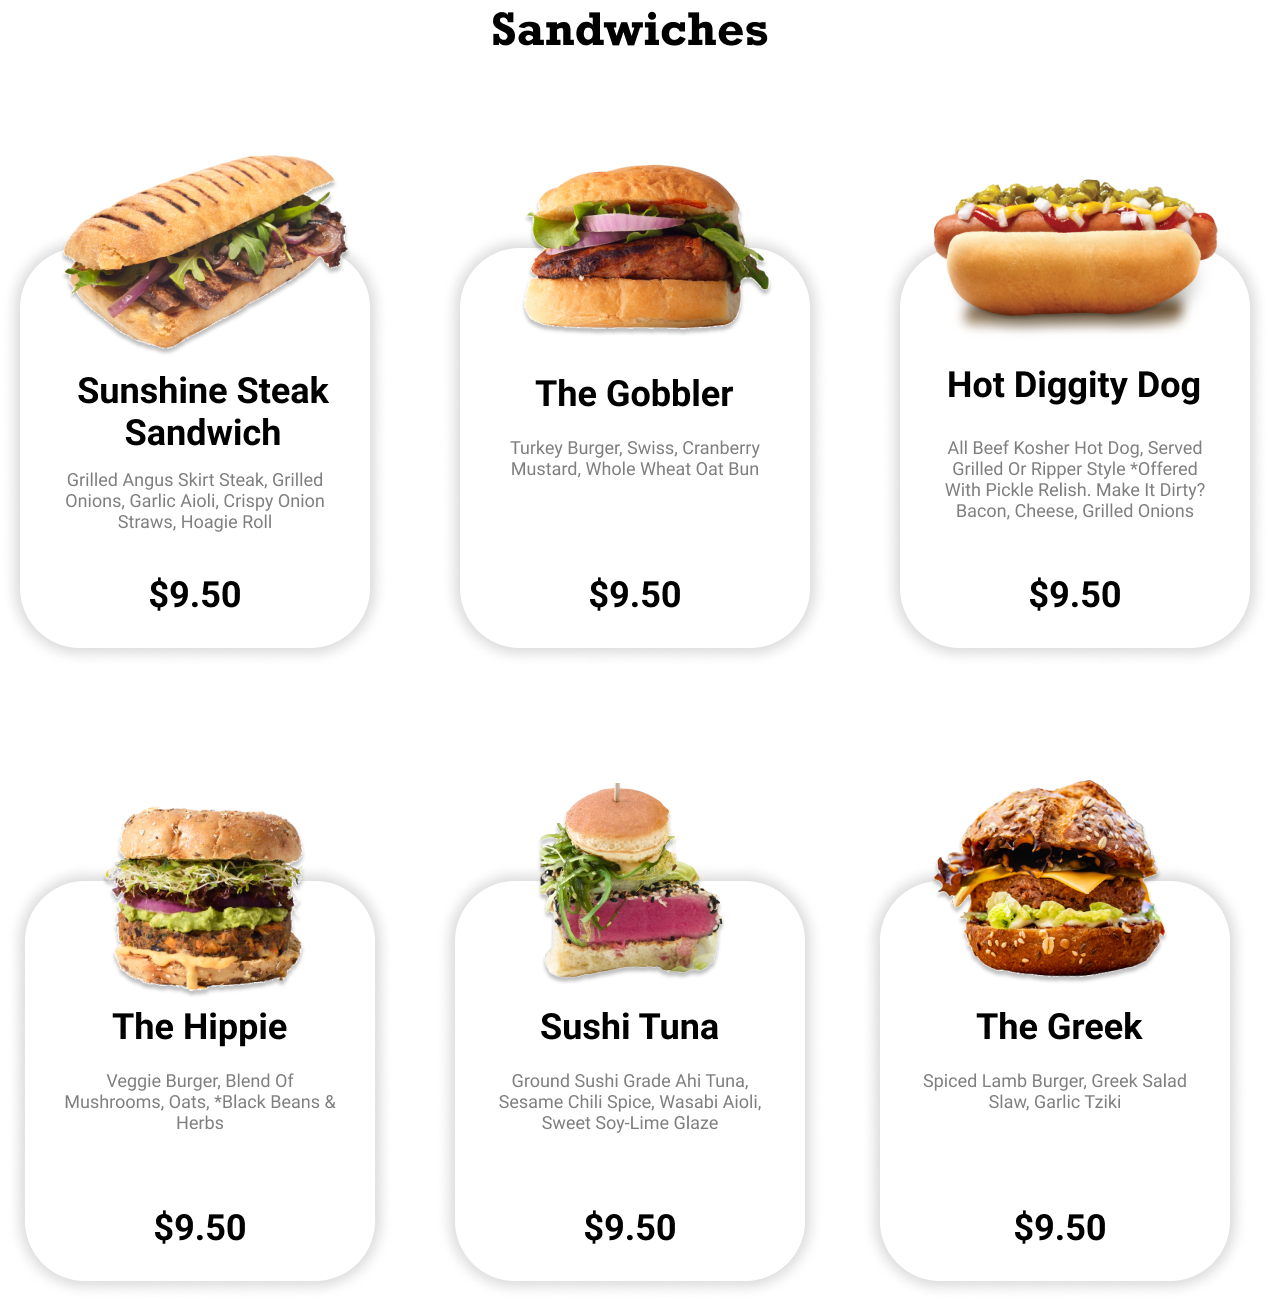 Sandwiches
Sunshine Steak
Sandwich
Grilled Angus Skirt Steak, Grilled
Onions, Garlic Aioli, Crispy Onion
Straws, Hoagie Roll
$9.50
The Gobbler
Turkey Burger, Swiss, Cranberry
Mustard, Whole Wheat Oat Bun
$9.50
Hot Diggity Dog
All Beef Kosher Hot Dog, Served
Grilled Or Ripper Style *Offered
With Pickle Relish. Make It Dirty?
Bacon, Cheese, Grilled Onions
$9.50
The Hippie
Veggie Burger, Blend Of
Mushrooms, Oats, *Black Beans &
Herbs
$9.50
Sushi Tuna
Ground Sushi Grade Ahi Tuna,
Sesame Chili Spice, Wasabi Aioli,
Sweet Soy-Lime Glaze
$9.50
The Greek
Spiced Lamb Burger, Greek Salad
Slaw, Garlic Tziki
$9.50